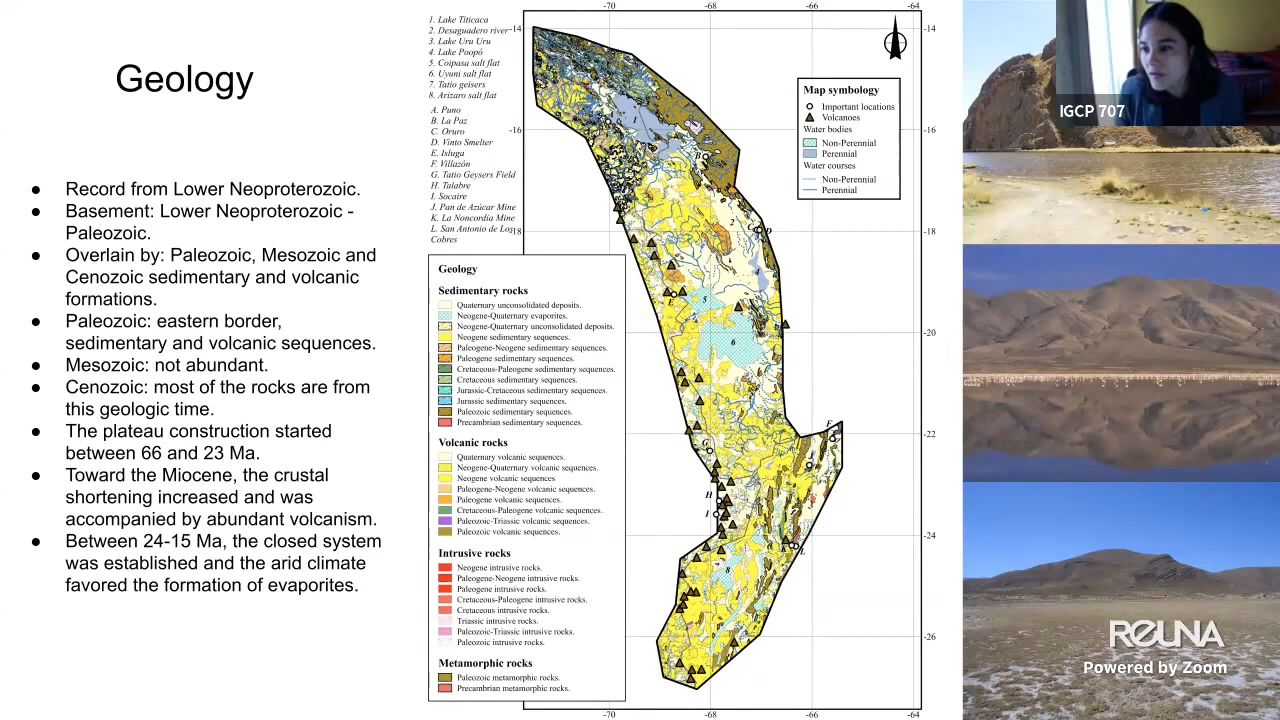 Geology
● Record from Lower Neoproterozoic.
● Basement: Lower Neoproterozoic -
Paleozoic.
● Overlain by: Paleozoic, Mesozoic and
Cenozoic sedimentary and volcanic
formations.
● Paleozoic: eastern border,
sedimentary and volcanic sequences.
● Mesozoic: not abundant.
● Cenozoic: most of the rocks are from
this geologic time.
● The plateau construction started
between 66 and 23 Ma.
● Toward the Miocene, the crustal
shortening increased and was
accompanied by abundant volcanism.
● Between 24-15 Ma, the closed system
was established and the arid climate
favored the formation of evaporites.
1. Lake Titicaca
2. Desaguadero river
3. Lake Uru Uru
4. Lake Poopó
5. Coipasa salt flat
6. Uyuni salt flat
7. Tatio geisers
8. Arizaro salt flat
A. Puno
B. La Paz
C. Oruro
D. Vinto Smelter
E. Isluga
F. Villazón
G. Tatio Geysers Field
H. Talabre
I. Socaire
J. Pan de Azúcar Mine
K. La Noncordia Mine
L. San Antonio de Los
Cobres
Geology
Sedimentary rocks
Quaternary unconsolidated deposits.
Neogene-Quaternary evaporites.
Neogene-Quaternary unconsolidated deposits.
Neogene sedimentary sequences.
Paleogene-Neogene sedimentary sequences.
Paleogene sedimentary sequences.
Cretaceous-Paleogene sedimentary sequences.
Cretaceous sedimentary sequences.
Jurassic-Cretaceous sedimentary sequences.
Jurassic sedimentary sequences.
Paleozoic sedimentary sequences.
Precambrian sedimentary sequences.
Volcanic rocks
Quaternary volcanic sequences.
Neogene-Quaternary volcanic sequences.
Neogene volcanic sequences
Paleogene-Neogene volcanic sequences.
Paleogene volcanic sequences.
Cretaceous-Paleogene volcanic sequences.
Paleozoic-Triassic volcanic sequences.
Paleozoic volcanic sequences.
Intrusive rocks
Neogene intrusive rocks.
Paleogene-Neogene intrusive rocks.
Paleogene intrusive rocks.
Cretaceous-Paleogene intrusive rocks.
Cretaceous intrusive rocks.
Triassic intrusive rocks.
Paleozoic-Triassic intrusive rocks.
Paleozoic intrusive rocks.
Metamorphic rocks
Paleozoic metamorphic rocks.
Precambrian metamorphic rocks.
-70 -68 -66 -64
-14 -14
-16 -16
-18 -18
-20
-22
-24
-26
-70 -68 -66 -64
1
B
2
C D
4
E 5
6
F
G
H
I
L
8
Map symbology
Important locations
Volcanoes
Water bodies
Non-Perennial
Perennial
Water courses
Non-Perennial
Perennial
IGCP 707
REUNA
Powered by Zoom